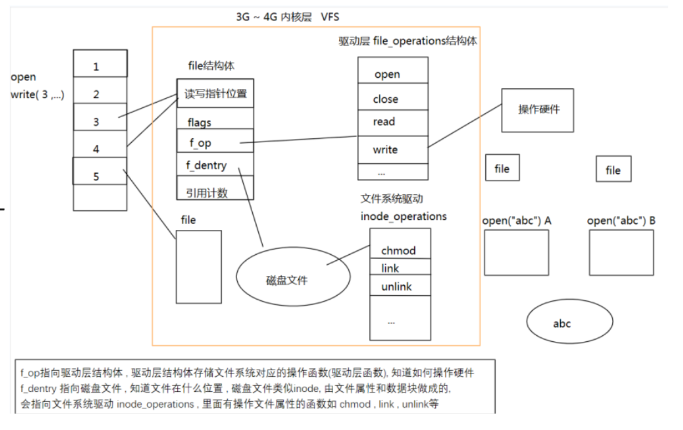 3G ~ 4G 内核层 VFS
驱动层 file_operations结构体
file结构体
open
write( 3 ,...)
1
2
3
4
5
读写指针位置
flags
f_op
f_dentry
引用计数
file
open
close
read
write
...
操作硬件
file
file
文件系统驱动
inode_operations
chmod
link
unlink
...
磁盘文件
open("abc") A
open("abc") B
abc
f_op指向驱动层结构体 , 驱动层结构体存储文件系统对应的操作函数(驱动层函数), 知道如何操作硬件
f_dentry 指向磁盘文件 , 知道文件在什么位置 , 磁盘文件类似inode, 由文件属性和数据块做成的,
会指向文件系统驱动 inode_operations , 里面有操作文件属性的函数如 chmod , link , unlink等